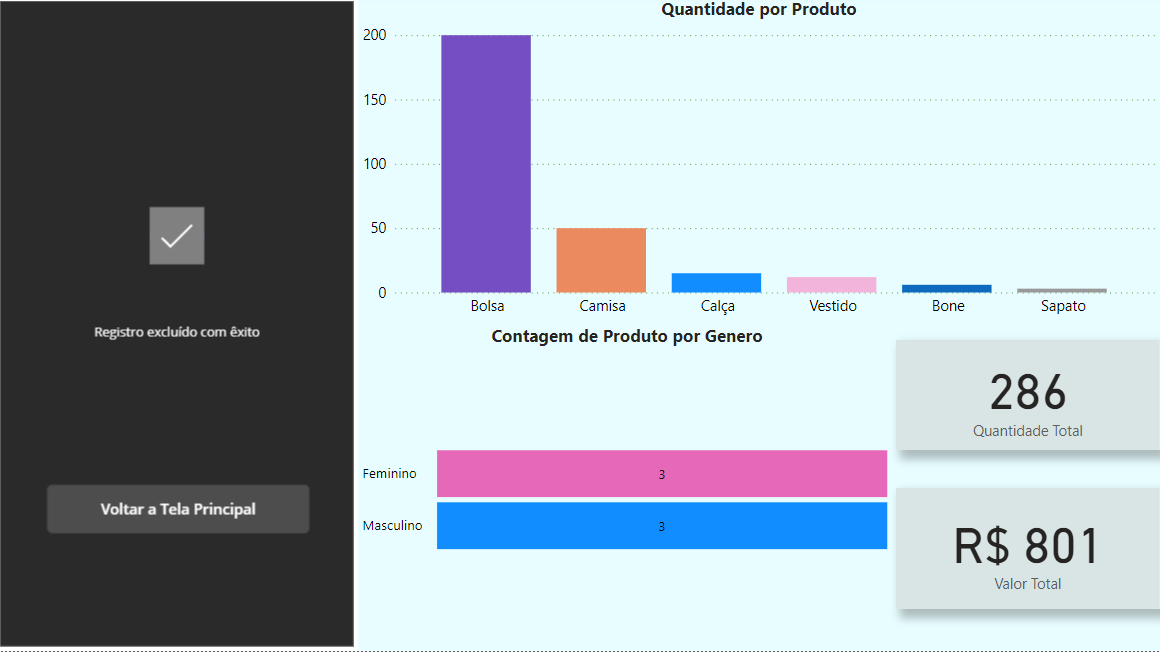 Registro excluído com êxito
Voltar a Tela Principal
Quantidade por Produto
200
150
100
50
0
Bolsa Camisa Calça Vestido Bone Sapato
Contagem de Produto por Genero
Feminino 3
Masculino 3
286
Quantidade Total
R$ 801
Valor Total